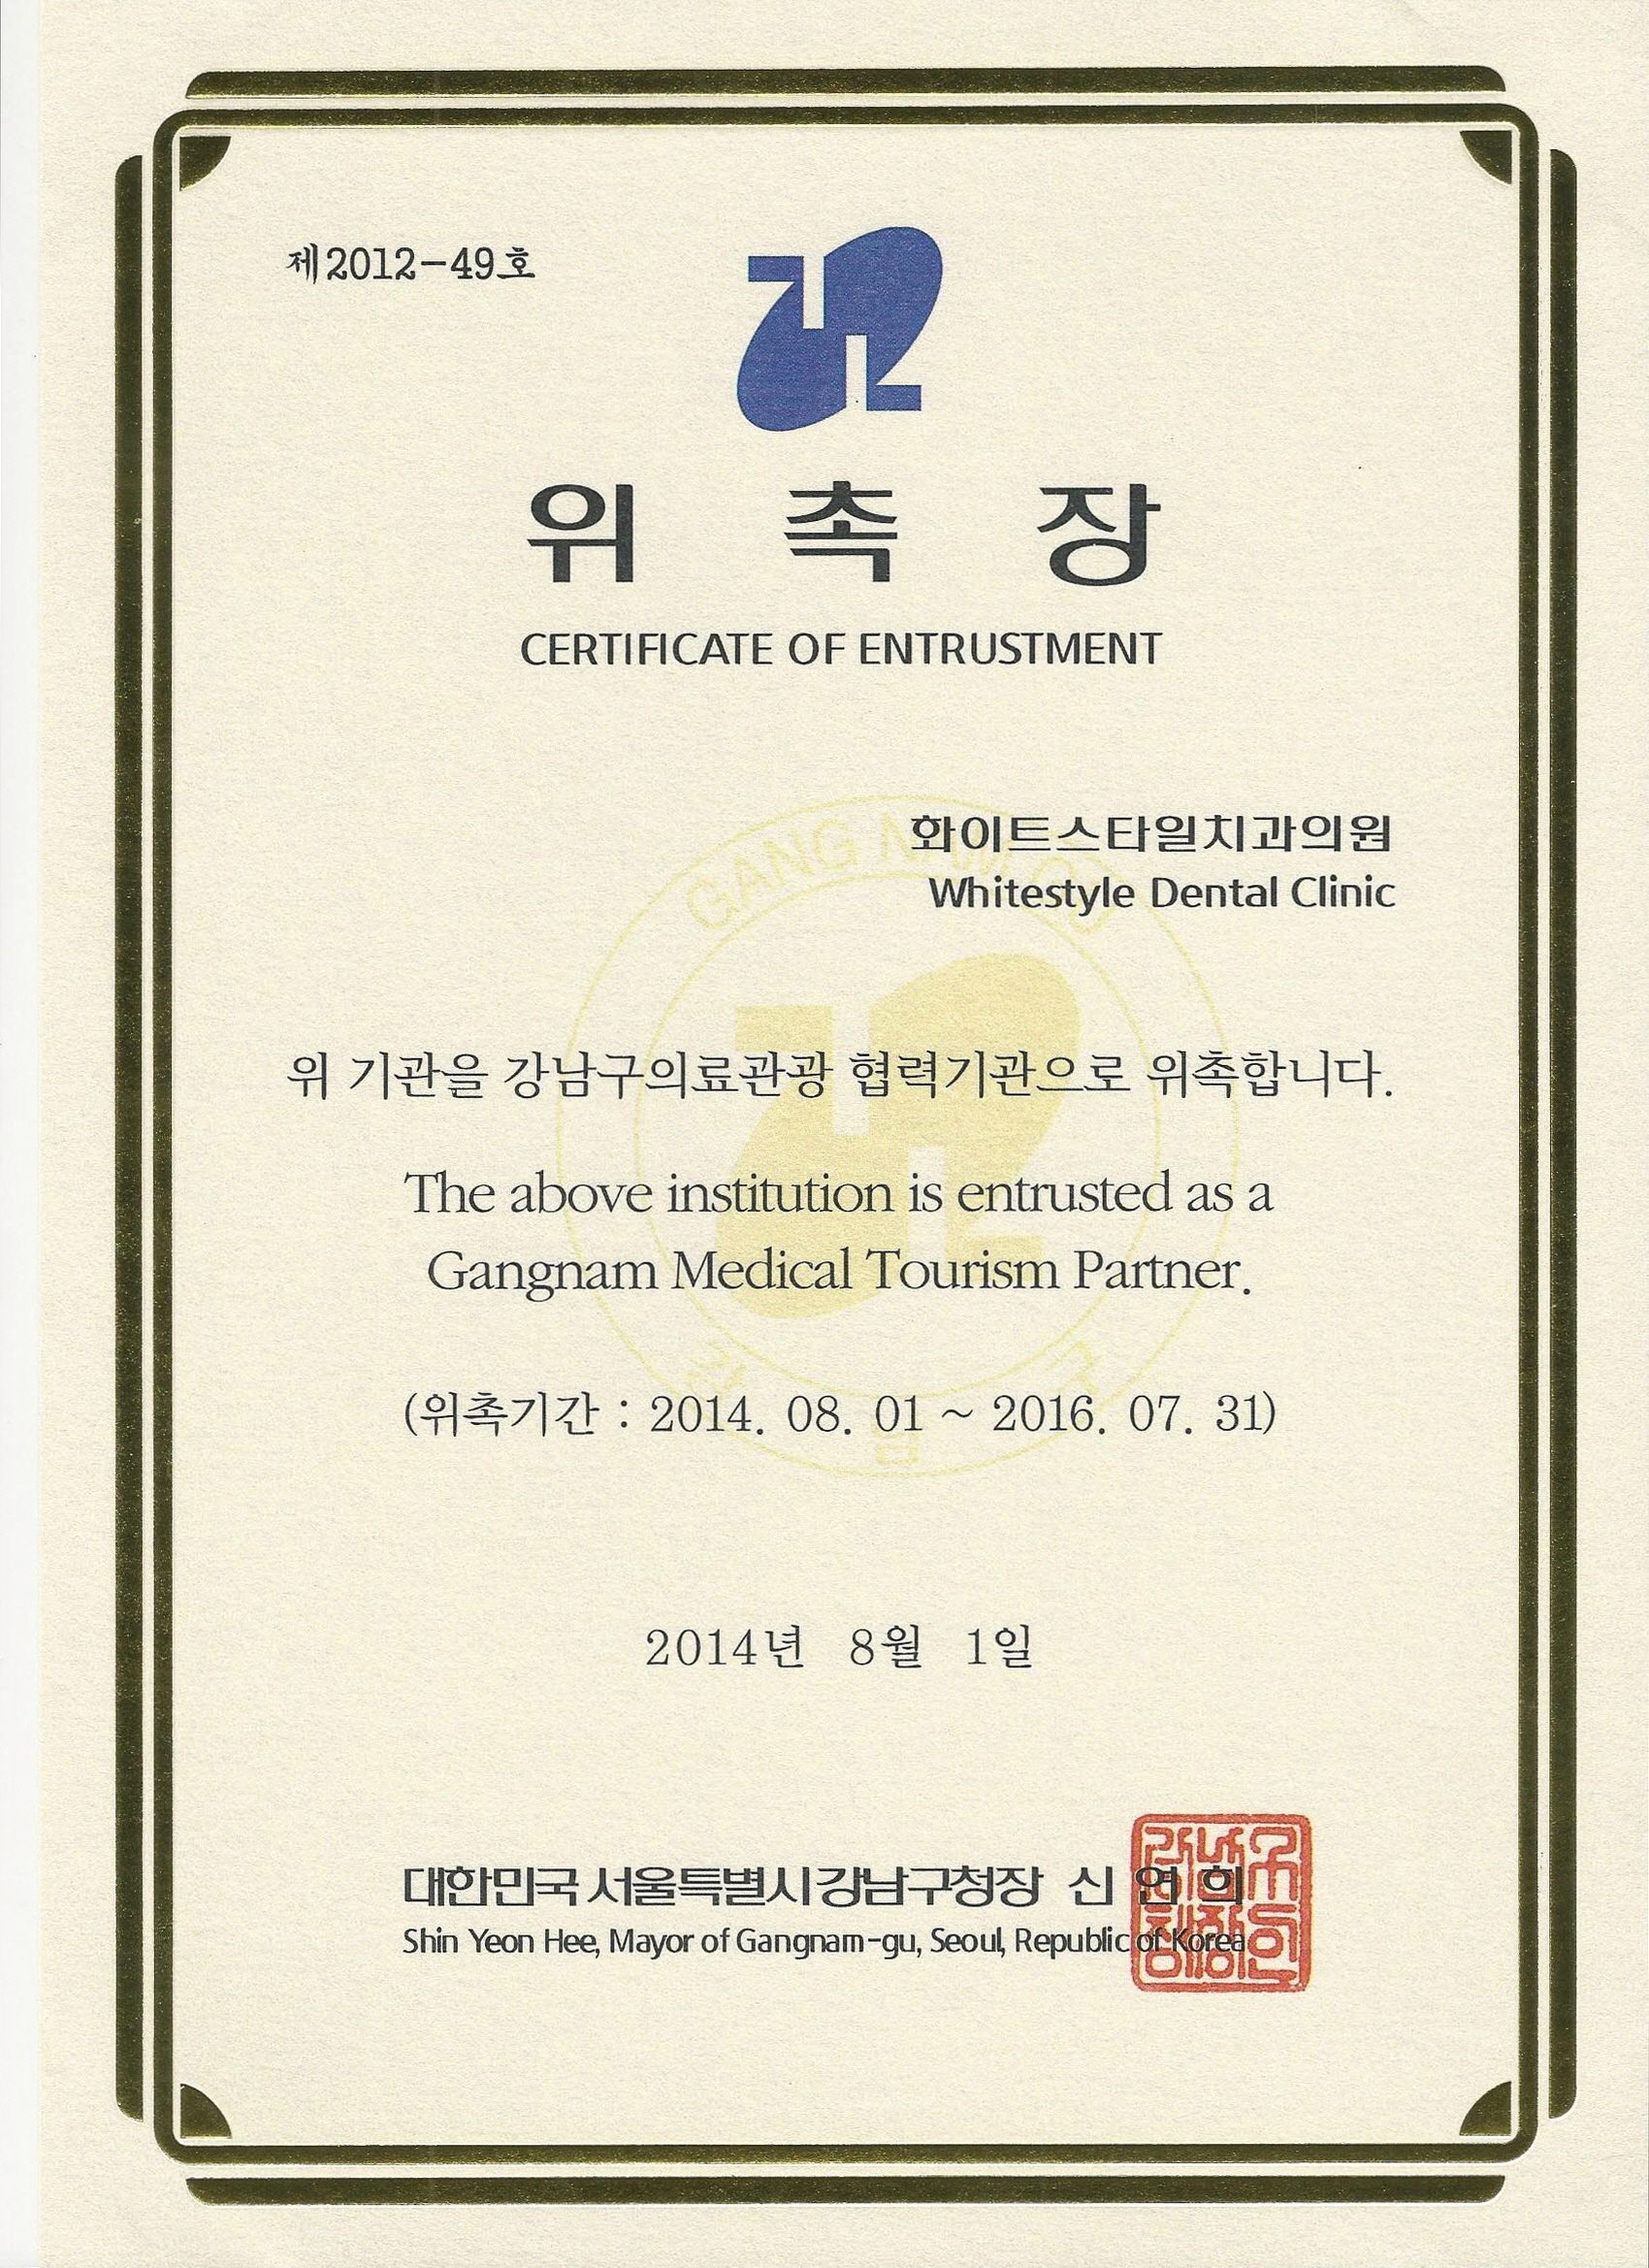 제2012-49호
위 촉 장
CERTIFICATE OF ENTRUSTMENT
화이트스타일치과의원
Whitestyle Dental Clinic
위 기관을 강남구의료관광 협력기관으로 위촉합니다.
The above institution is entrusted as a
Gangnam Medical Tourism Partner.
(위촉기간 : 2014. 08. 01 ~ 2016. 07. 31)
2014년 8월 1일
대한민국 서울특별시강남구청장 신 연 희
Shin Yeon Hee, Mayor of Gangnam-gu, Seoul, Republic of Korea